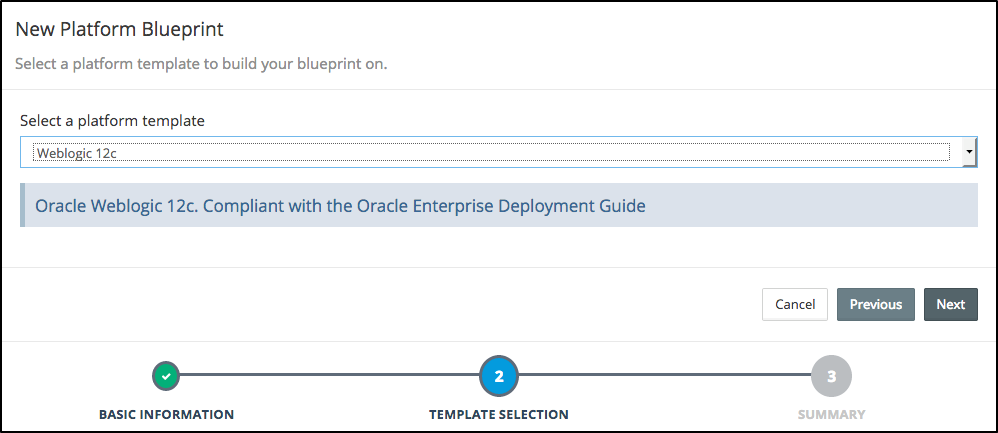 New Platform Blueprint
Select a platform template to build your blueprint on.
Select a platform template
Weblogic 12c
Oracle Weblogic 12c. Compliant with the Oracle Enterprise Deployment Guide
Cancel Previous Next
2 3
BASIC INFORMATION TEMPLATE SELECTION SUMMARY